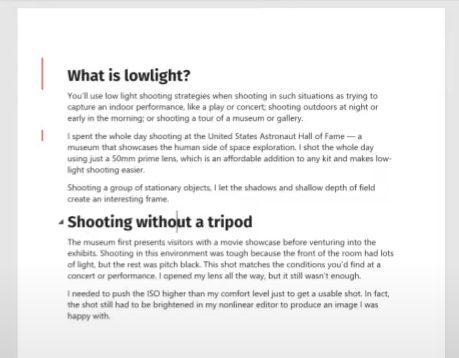 What is lowlight?
You'll use low light shooting strategies when shooting in such situations as trying to
capture an indoor performance, like a play or concert; shooting outdoors at night or
early in the morning; or shooting a tour of a museum or gallery.
I spent the whole day shooting at the United States Astronaut Hall of Fame — a
museum that showcases the human side of space exploration. I shot the whole day
using just a 50mm prime lens, which is an affordable addition to any kit and makes low-
light shooting easier.
Shooting a group of stationary objects, I let the shadows and shallow depth of field
create an interesting frame.
Shooting without a tripod
The museum first presents visitors with a movie showcase before venturing into the
exhibits. Shooting in this environment was tough because the front of the room had lots
of light, but the rest was pitch black. This shot matches the conditions you'd find at a
concert or performance. I opened my lens all the way, but it still wasn't enough.
I needed to push the ISO higher than my comfort level just to get a usable shot. In fact,
the shot still had to be brightened in my nonlinear editor to produce an image I was
happy with.